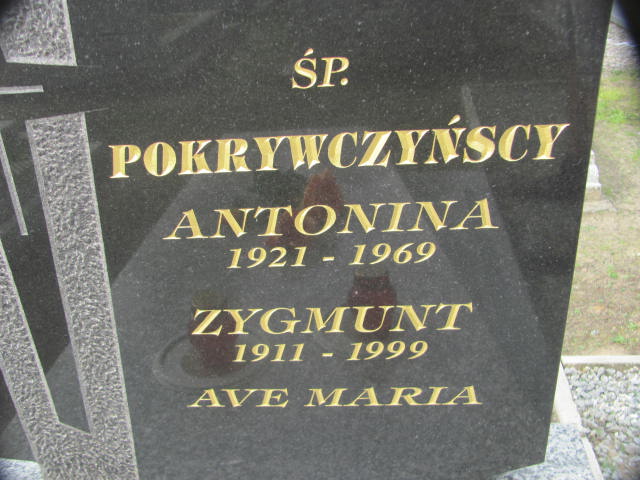 ŚP.
POKRYWCZYŃSCY
ANTONINA
1921 - 1969
ZYGMUNT
1911 - 1999
AVE MARIA